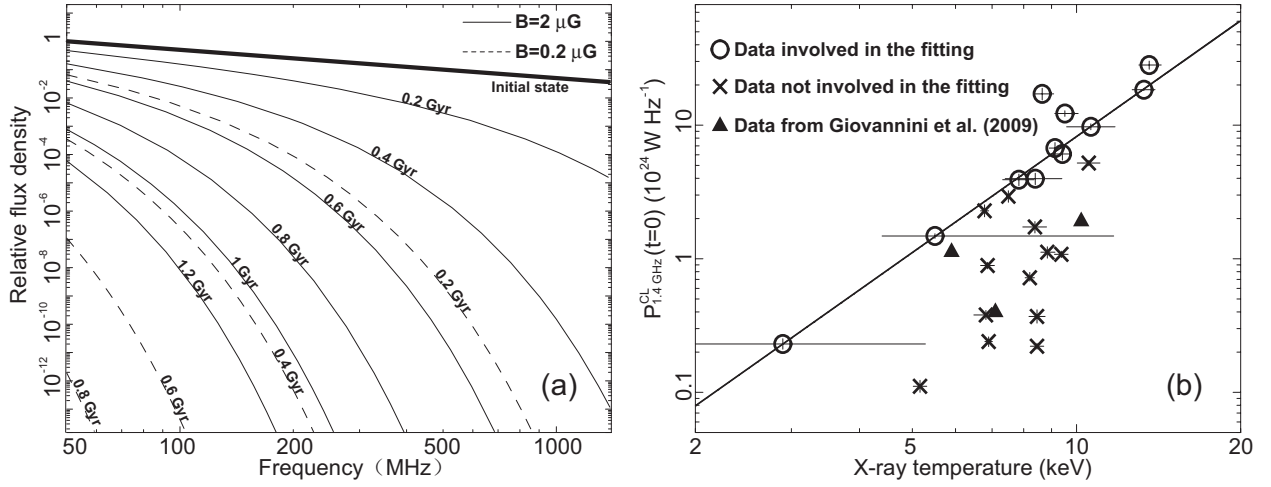 B=2 μG
B=0.2 μG
1
10⁻²
10⁻⁴
10⁻⁶
10⁻⁸
10⁻¹⁰
10⁻¹²
Relative flux density
Initial state
0.2 Gyr
0.4 Gyr
0.6 Gyr
0.8 Gyr
1 Gyr
1.2 Gyr
0.2 Gyr
0.4 Gyr
0.6 Gyr
0.8 Gyr
(a)
50 100 200 500 1000
Frequency（MHz）
Data involved in the fitting
Data not involved in the fitting
Data from Giovannini et al. (2009)
10
1
0.1
P^CL_1.4 GHz (t=0) (10²⁴ W Hz⁻¹)
(b)
2 5 10 20
X-ray temperature (keV)